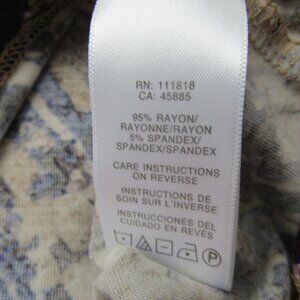 RN: 111818
CA: 45885
95% RAYON/
RAYONNE/RAYON
5% SPANDEX/
SPANDEX/SPANDEX
CARE INSTRUCTIONS
ON REVERSE
INSTRUCTIONS DE
SOIN SUR L'INVERSE
INSTRUCCIONES DEL
CUIDADO EN REVÉS
P